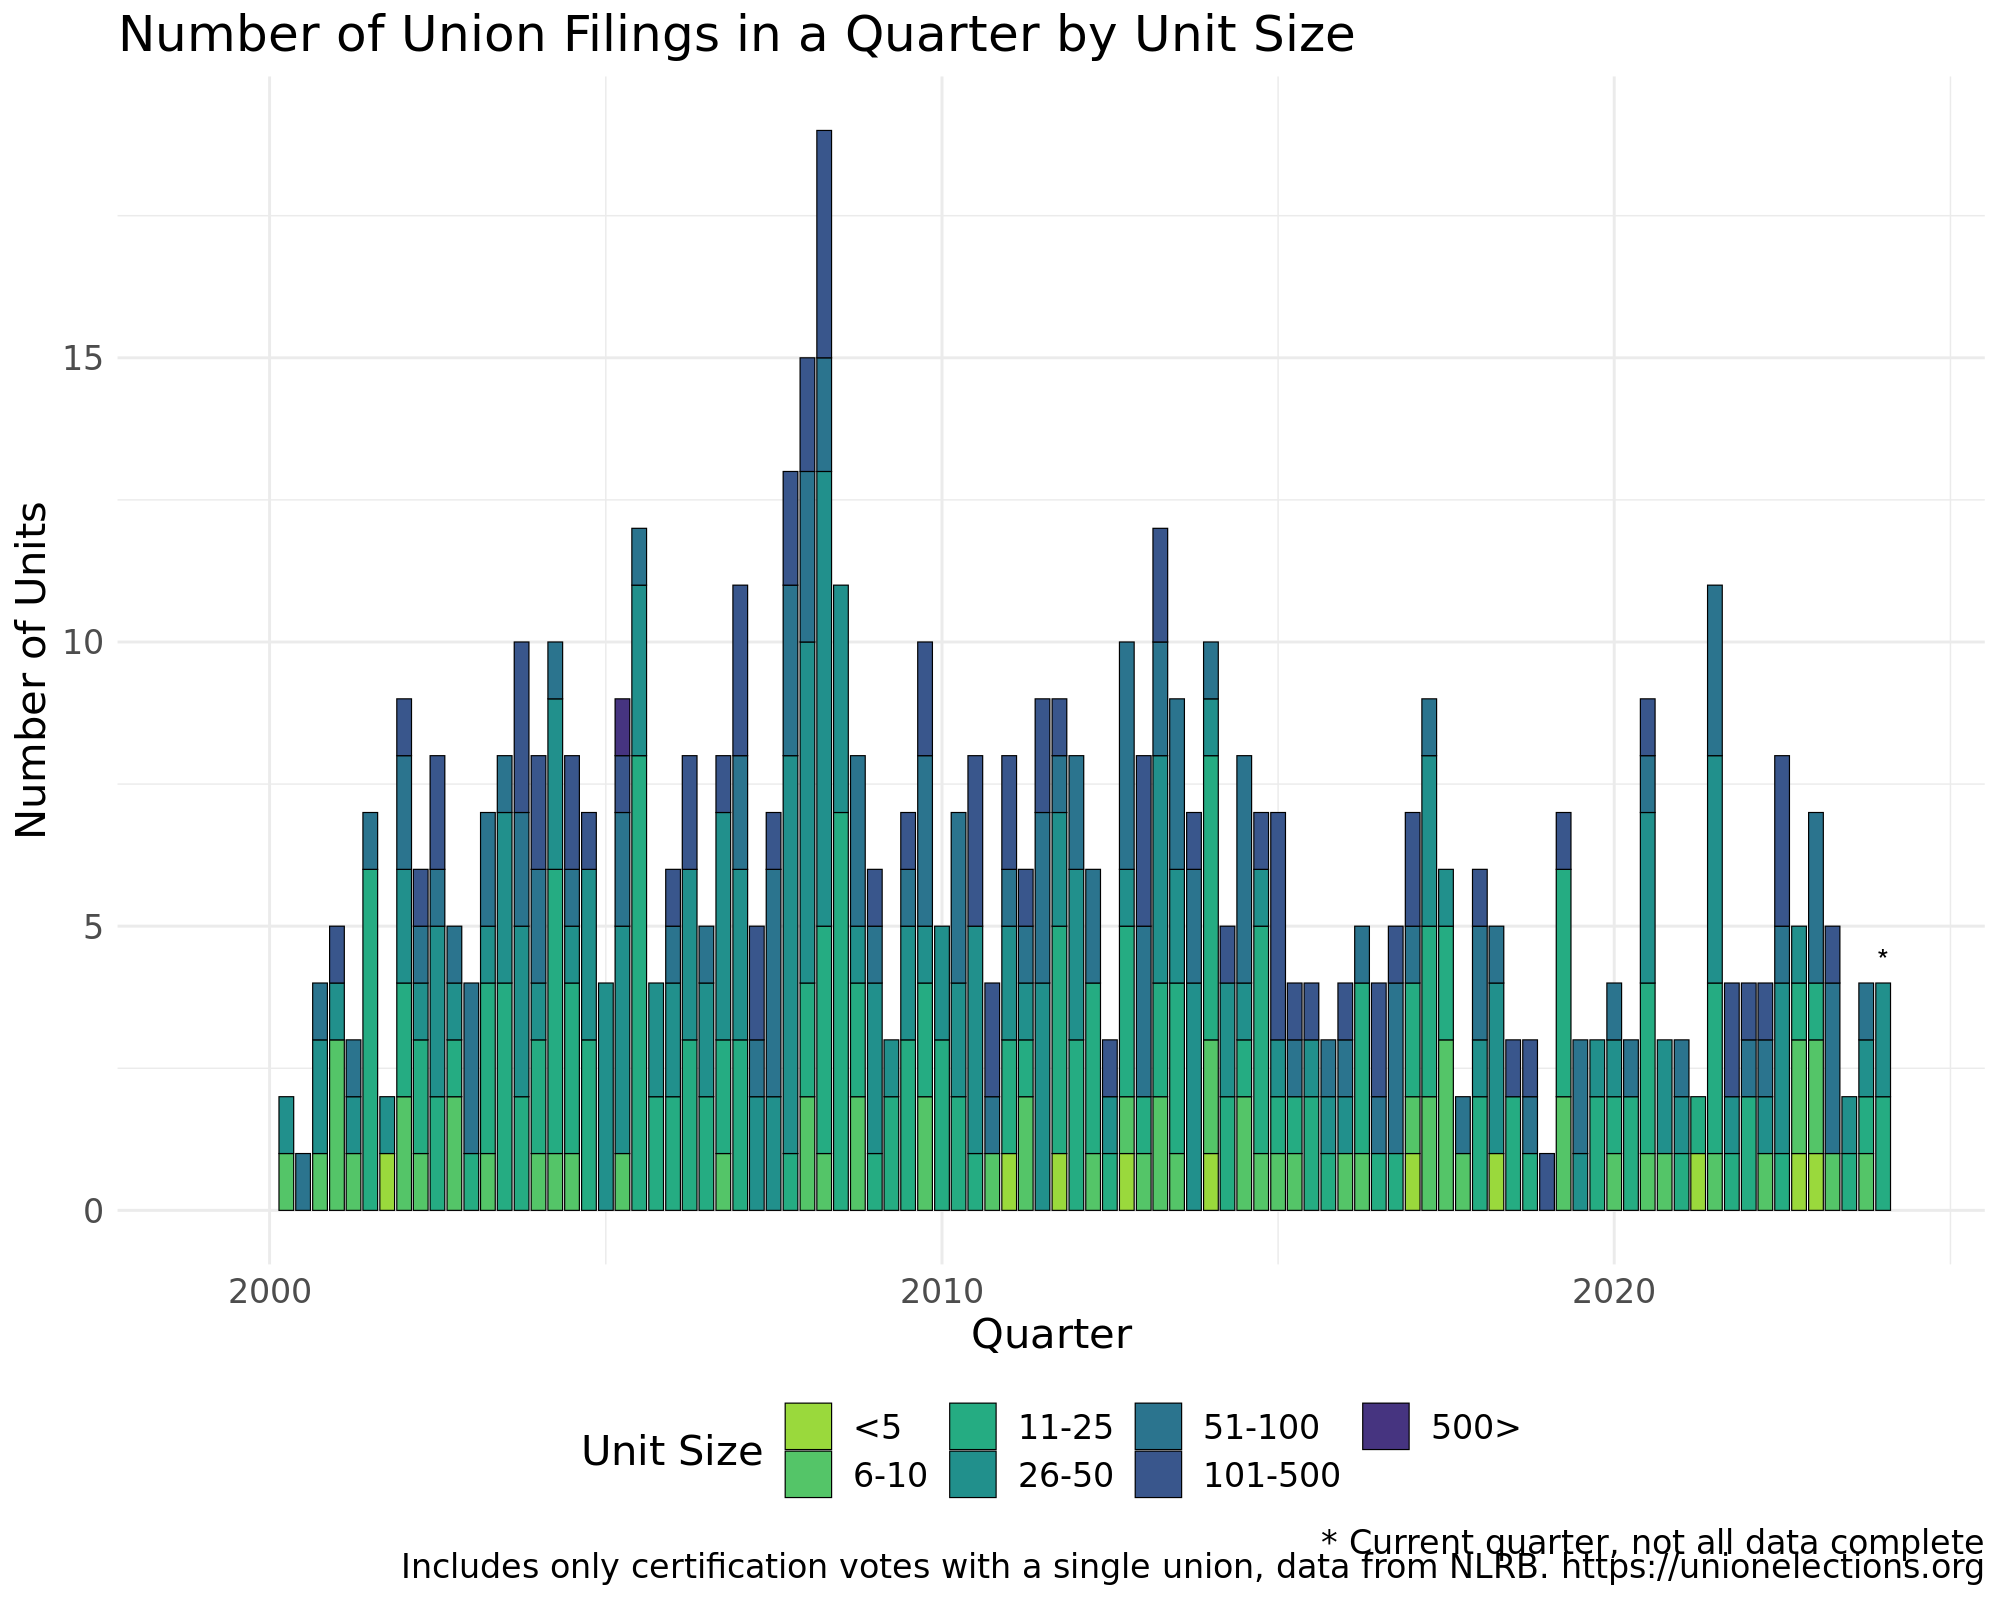 Number of Union Filings in a Quarter by Unit Size
Number of Units
15
10
5
0
*
2000 2010 2020
Quarter
Unit Size
<5 11-25 51-100 500>
6-10 26-50 101-500
* Current quarter, not all data complete
Includes only certification votes with a single union, data from NLRB. https://unionelections.org